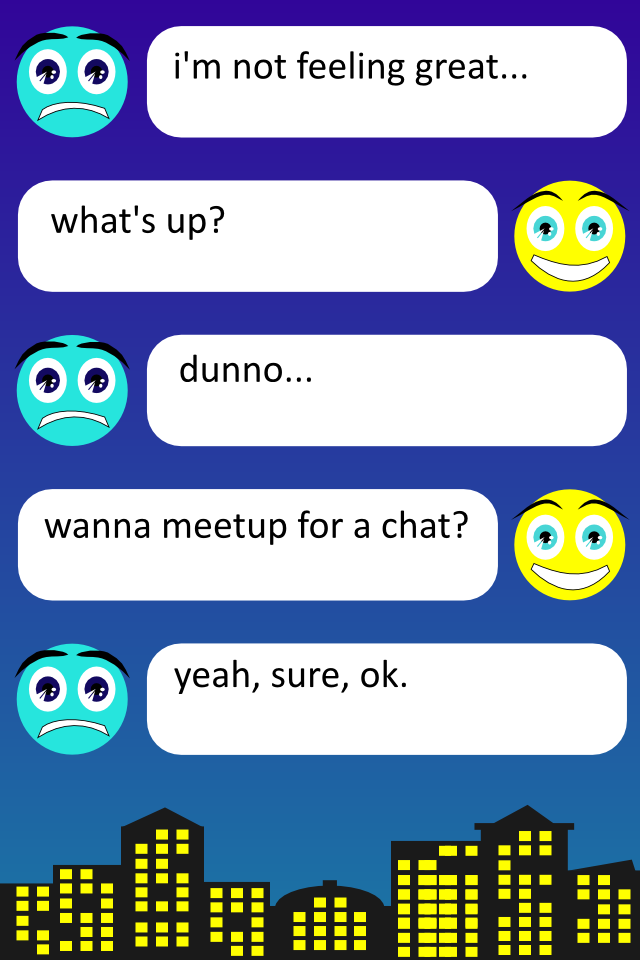 i'm not feeling great...
what's up?
dunno...
wanna meetup for a chat?
yeah, sure, ok.